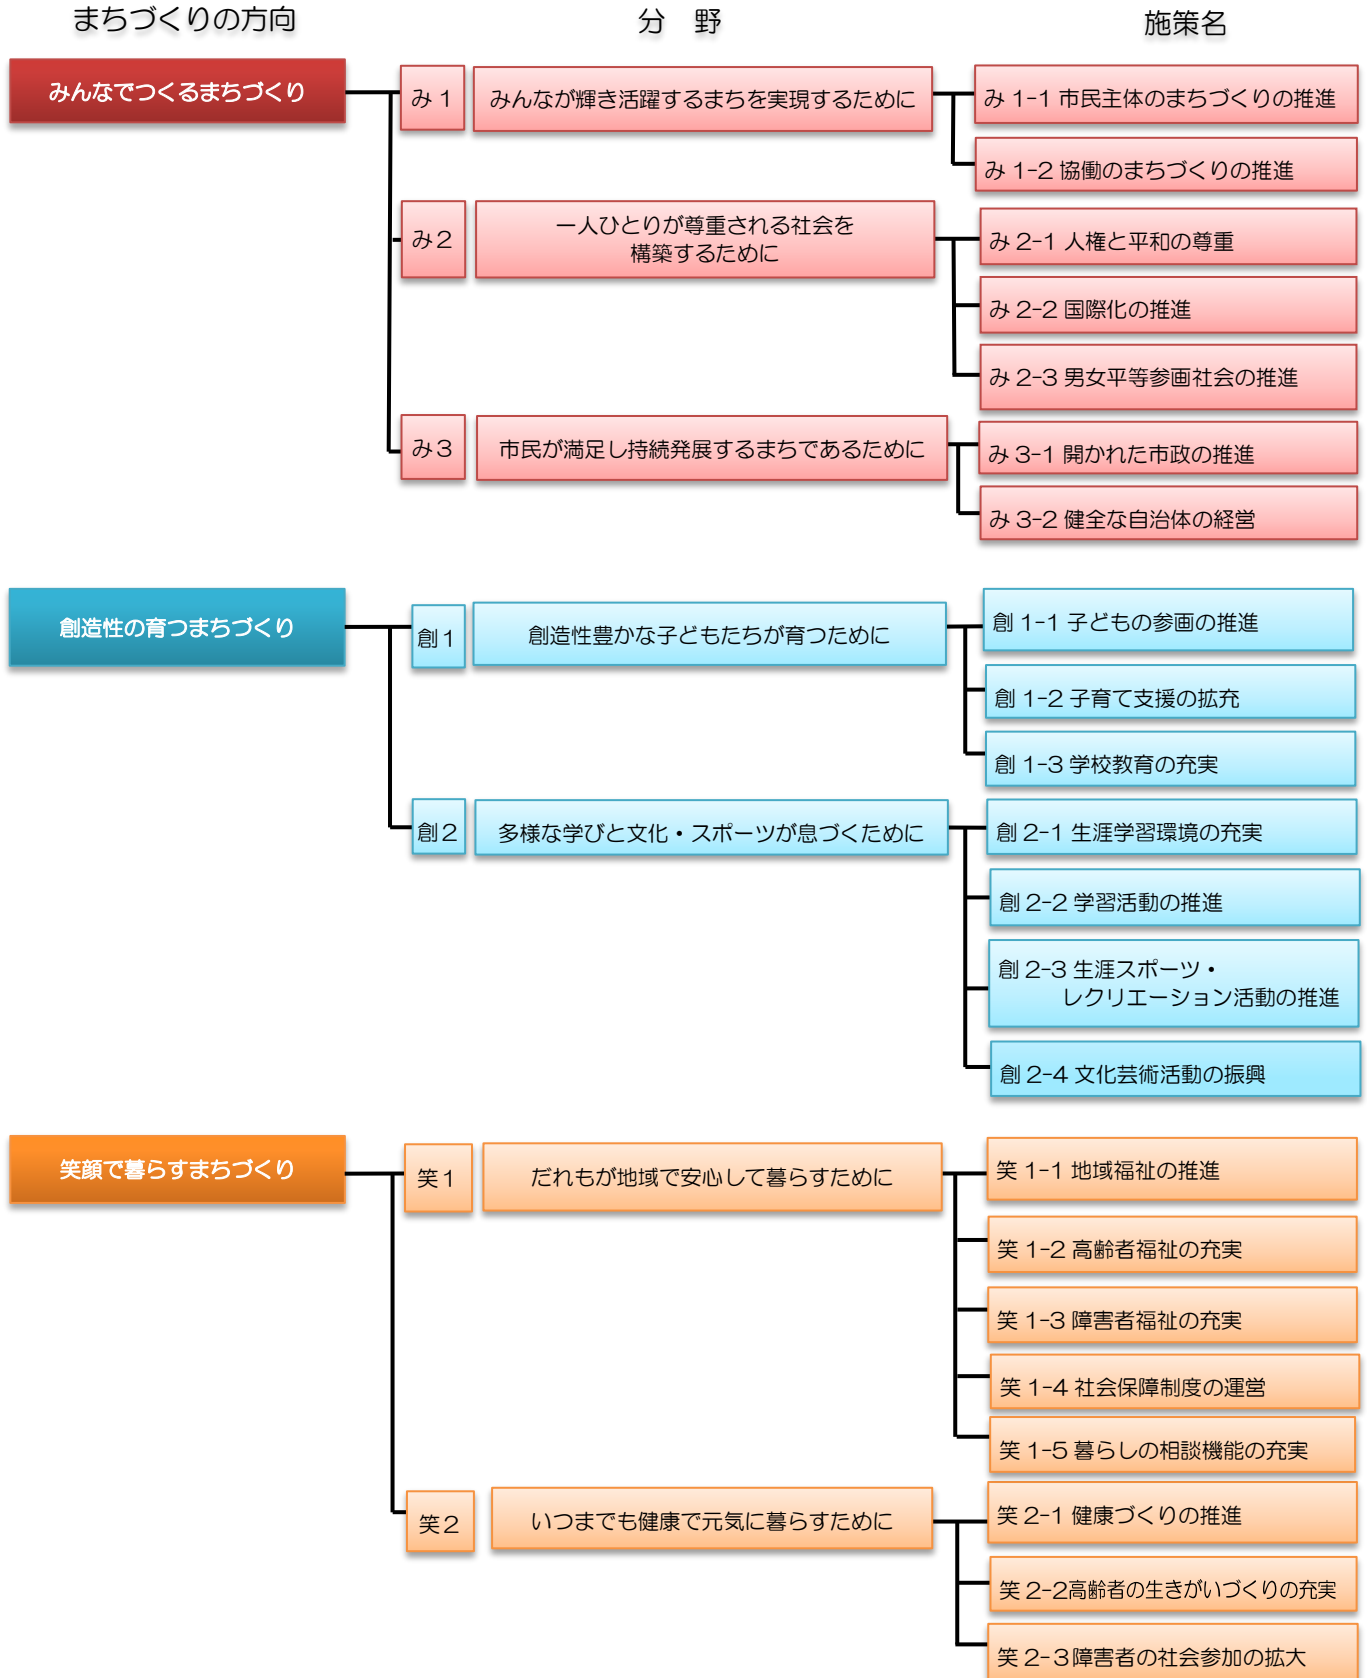 まちづくりの方向
分　野
施策名
みんなでつくるまちづくり
み１
みんなが輝き活躍するまちを実現するために
み 1-1 市民主体のまちづくりの推進
み 1-2 協働のまちづくりの推進
み２
一人ひとりが尊重される社会を
構築するために
み 2-1 人権と平和の尊重
み 2-2 国際化の推進
み 2-3 男女平等参画社会の推進
み３
市民が満足し持続発展するまちであるために
み 3-1 開かれた市政の推進
み 3-2 健全な自治体の経営
創造性の育つまちづくり
創１
創造性豊かな子どもたちが育つために
創 1-1 子どもの参画の推進
創 1-2 子育て支援の拡充
創 1-3 学校教育の充実
創２
多様な学びと文化・スポーツが息づくために
創 2-1 生涯学習環境の充実
創 2-2 学習活動の推進
創 2-3 生涯スポーツ・
レクリエーション活動の推進
創 2-4 文化芸術活動の振興
笑顔で暮らすまちづくり
笑１
だれもが地域で安心して暮らすために
笑 1-1 地域福祉の推進
笑 1-2 高齢者福祉の充実
笑 1-3 障害者福祉の充実
笑 1-4 社会保障制度の運営
笑 1-5 暮らしの相談機能の充実
笑２
いつまでも健康で元気に暮らすために
笑 2-1 健康づくりの推進
笑 2-2高齢者の生きがいづくりの充実
笑 2-3障害者の社会参加の拡大